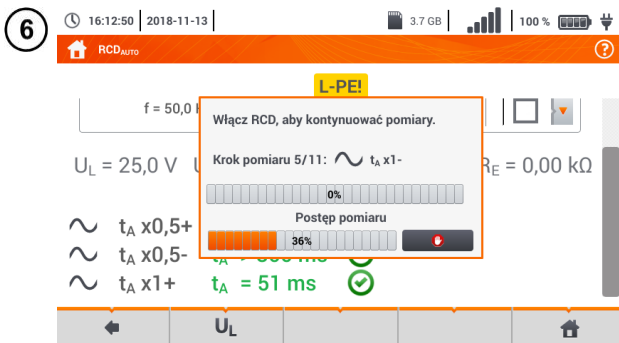 6
16:12:50 2018-11-13 3.7 GB 100 %
RCDAUTO ?
L-PE!
f = 50,0
Włącz RCD, aby kontynuować pomiary.
Krok pomiaru 5/11: tA x1-
UL = 25,0 V RE = 0,00 kΩ
0%
Postęp pomiaru
36%
tA x0,5+
tA x0,5- ms
tA x1+ tA = 51 ms
UL